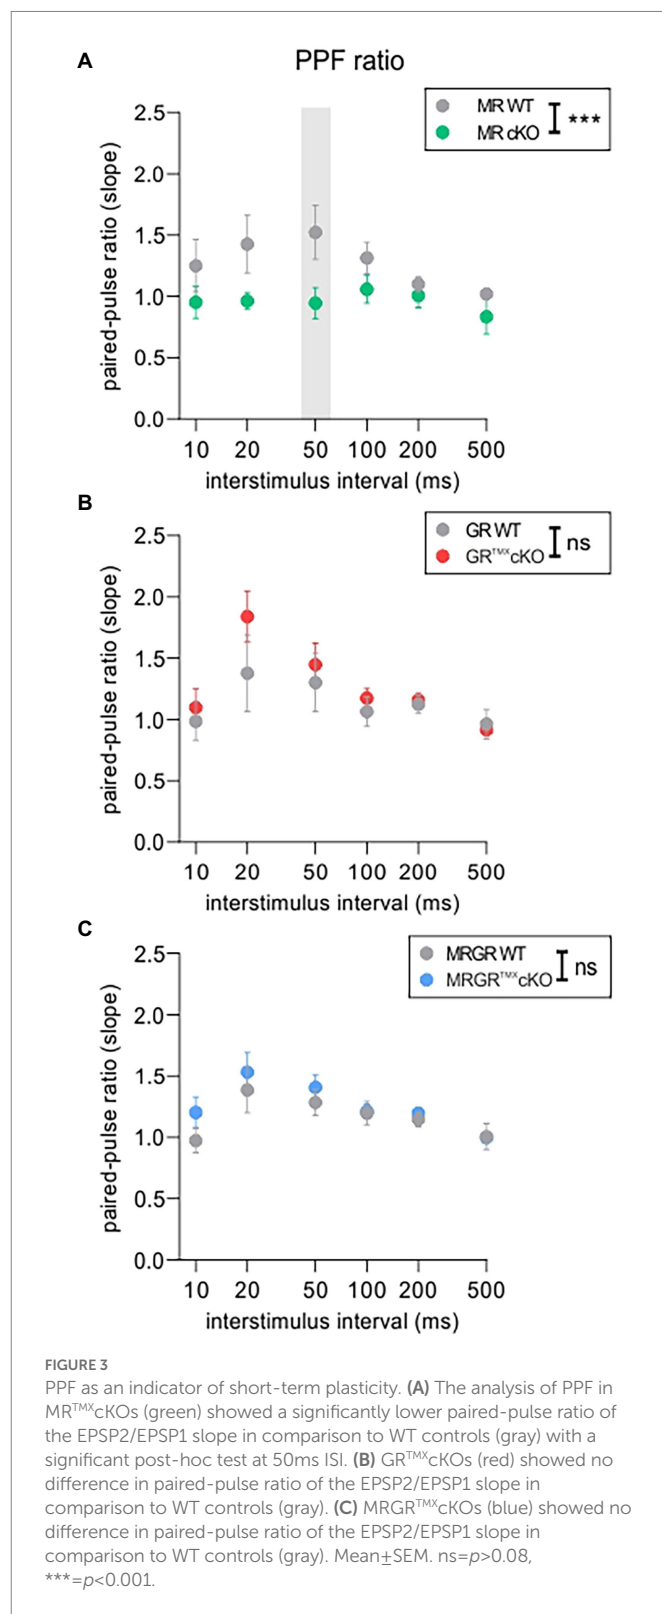 A
PPF ratio
MR WT
MR cKO
***
2.5
2.0
1.5
1.0
0.5
0.0
paired-pulse ratio (slope)
10 20 50 100 200 500
interstimulus interval (ms)
B
GR WT
GRᵀᴹˣcKO
ns
2.5
2.0
1.5
1.0
0.5
0.0
paired-pulse ratio (slope)
10 20 50 100 200 500
interstimulus interval (ms)
C
MRGR WT
MRGRᵀᴹˣcKO
ns
2.5
2.0
1.5
1.0
0.5
0.0
paired-pulse ratio (slope)
10 20 50 100 200 500
interstimulus interval (ms)
FIGURE 3
PPF as an indicator of short-term plasticity. (A) The analysis of PPF in
MRᵀᴹˣcKOs (green) showed a significantly lower paired-pulse ratio of
the EPSP2/EPSP1 slope in comparison to WT controls (gray) with a
significant post-hoc test at 50ms ISI. (B) GRᵀᴹˣcKOs (red) showed no
difference in paired-pulse ratio of the EPSP2/EPSP1 slope in
comparison to WT controls (gray). (C) MRGRᵀᴹˣcKOs (blue) showed no
difference in paired-pulse ratio of the EPSP2/EPSP1 slope in
comparison to WT controls (gray). Mean±SEM. ns=p>0.08,
***=p<0.001.